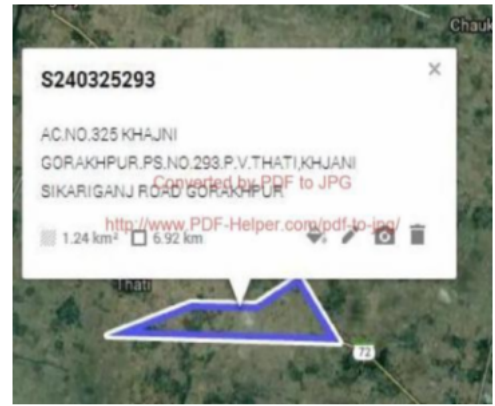 Chauk
S240325293
×
AC.NO.325 KHAJNI
GORAKHPUR.PS.NO.293.P.V.THATI,KHJANI
SIKARIGANJ ROAD GORAKHPUR
Converted by PDF to JPG
http://www.PDF-Helper.com/pdf-to-jpg/
1.24 km² 6.92 km
Thati
72